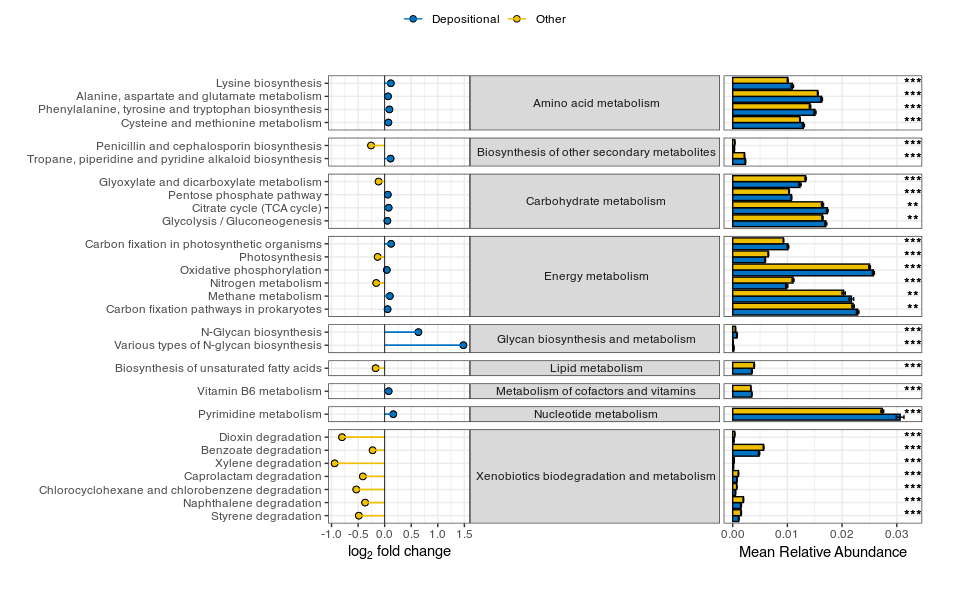 Depositional Other
Lysine biosynthesis
Alanine, aspartate and glutamate metabolism
Phenylalanine, tyrosine and tryptophan biosynthesis
Cysteine and methionine metabolism
Amino acid metabolism
***
***
***
***
Penicillin and cephalosporin biosynthesis
Tropane, piperidine and pyridine alkaloid biosynthesis
Biosynthesis of other secondary metabolites
***
***
Glyoxylate and dicarboxylate metabolism
Pentose phosphate pathway
Citrate cycle (TCA cycle)
Glycolysis / Gluconeogenesis
Carbohydrate metabolism
***
***
**
**
Carbon fixation in photosynthetic organisms
Photosynthesis
Oxidative phosphorylation
Nitrogen metabolism
Methane metabolism
Carbon fixation pathways in prokaryotes
Energy metabolism
***
***
***
***
**
**
N-Glycan biosynthesis
Various types of N-glycan biosynthesis
Glycan biosynthesis and metabolism
***
***
Biosynthesis of unsaturated fatty acids
Lipid metabolism
***
Vitamin B6 metabolism
Metabolism of cofactors and vitamins
***
Pyrimidine metabolism
Nucleotide metabolism
***
Dioxin degradation
Benzoate degradation
Xylene degradation
Caprolactam degradation
Chlorocyclohexane and chlorobenzene degradation
Naphthalene degradation
Styrene degradation
Xenobiotics biodegradation and metabolism
***
***
***
***
***
***
***
-1.0 -0.5 0.0 0.5 1.0 1.5
log2 fold change
0.00 0.01 0.02 0.03
Mean Relative Abundance